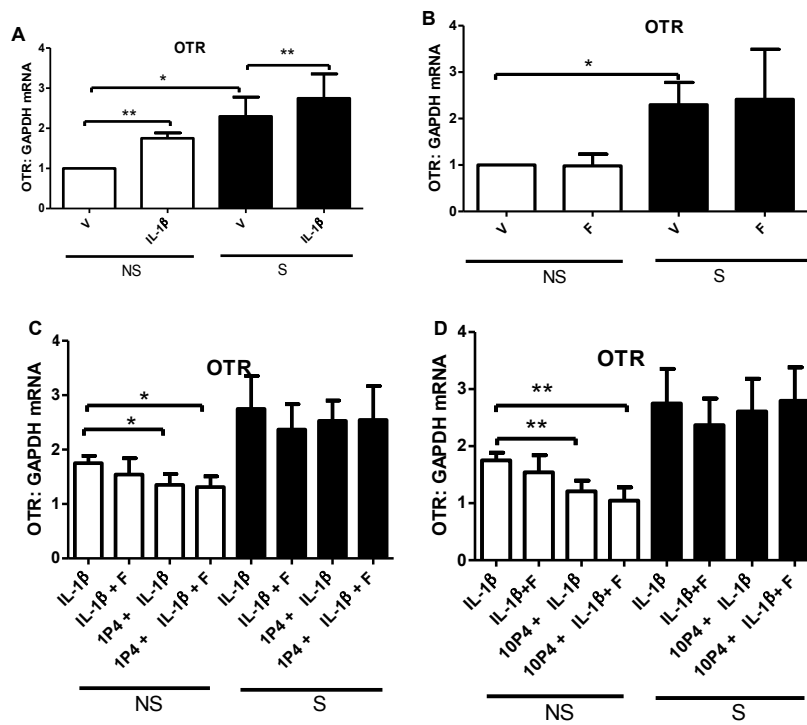 A
OTR
OTR: GAPDH mRNA
4
3
2
1
0
**
*
**
V
IL-1β
V
IL-1β
NS
S
B
OTR
OTR: GAPDH mRNA
4
3
2
1
0
*
V
F
V
F
NS
S
C
OTR
OTR: GAPDH mRNA
4
3
2
1
0
*
*
IL-1β
IL-1β + F
1P4 + IL-1β
1P4 + IL-1β + F
IL-1β
IL-1β + F
1P4 + IL-1β
1P4 + IL-1β + F
NS
S
D
OTR
OTR: GAPDH mRNA
4
3
2
1
0
**
**
IL-1β
IL-1β+F
10P4 + IL-1β
10P4 + IL-1β + F
IL-1β
IL-1β+F
10P4 + IL-1β
10P4 + IL-1β + F
NS
S